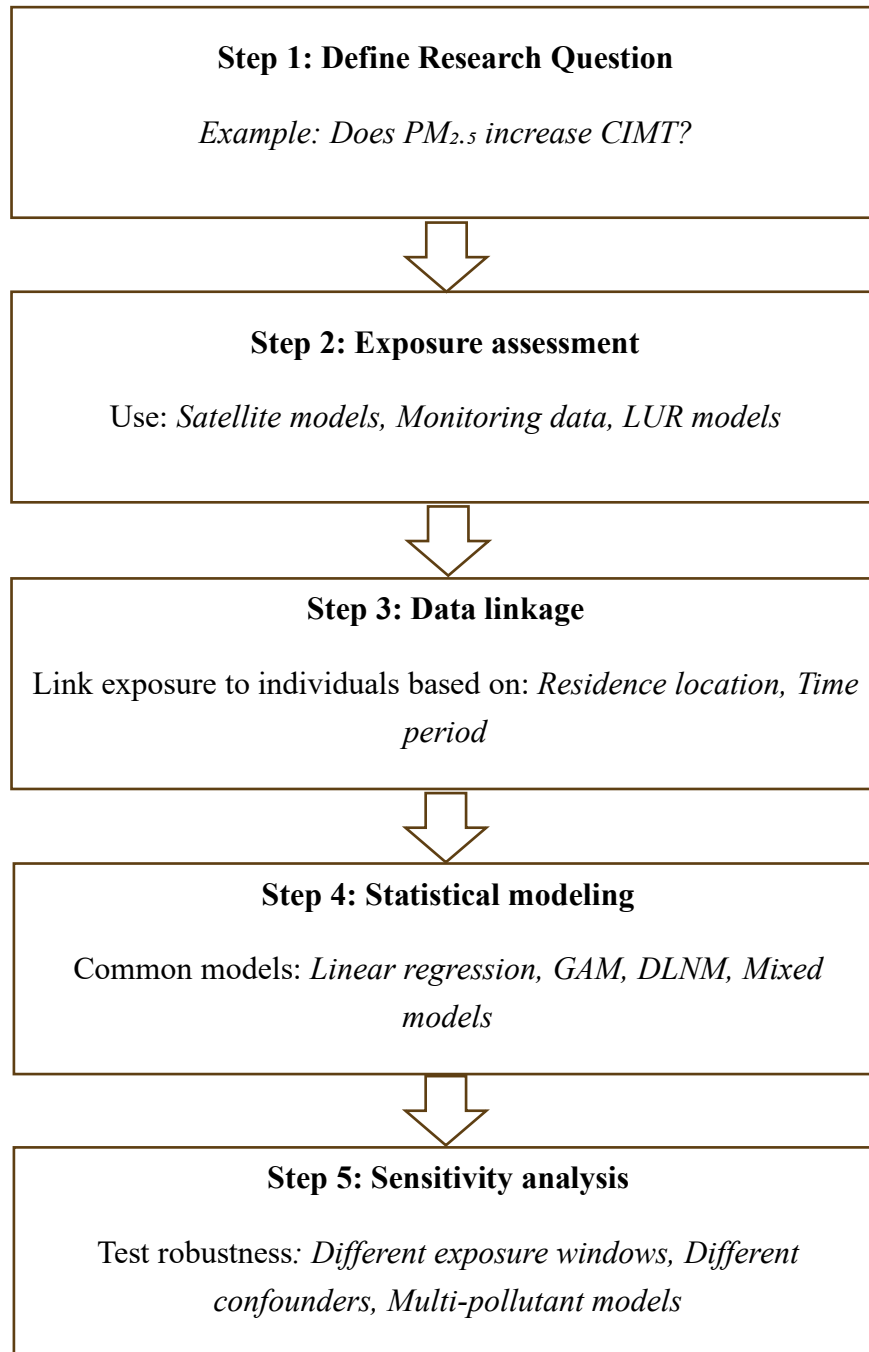 Step 1: Define Research Question
Example: Does PM₂.₅ increase CIMT?
Step 2: Exposure assessment
Use: Satellite models, Monitoring data, LUR models
Step 3: Data linkage
Link exposure to individuals based on: Residence location, Time
period
Step 4: Statistical modeling
Common models: Linear regression, GAM, DLNM, Mixed
models
Step 5: Sensitivity analysis
Test robustness: Different exposure windows, Different
confounders, Multi-pollutant models